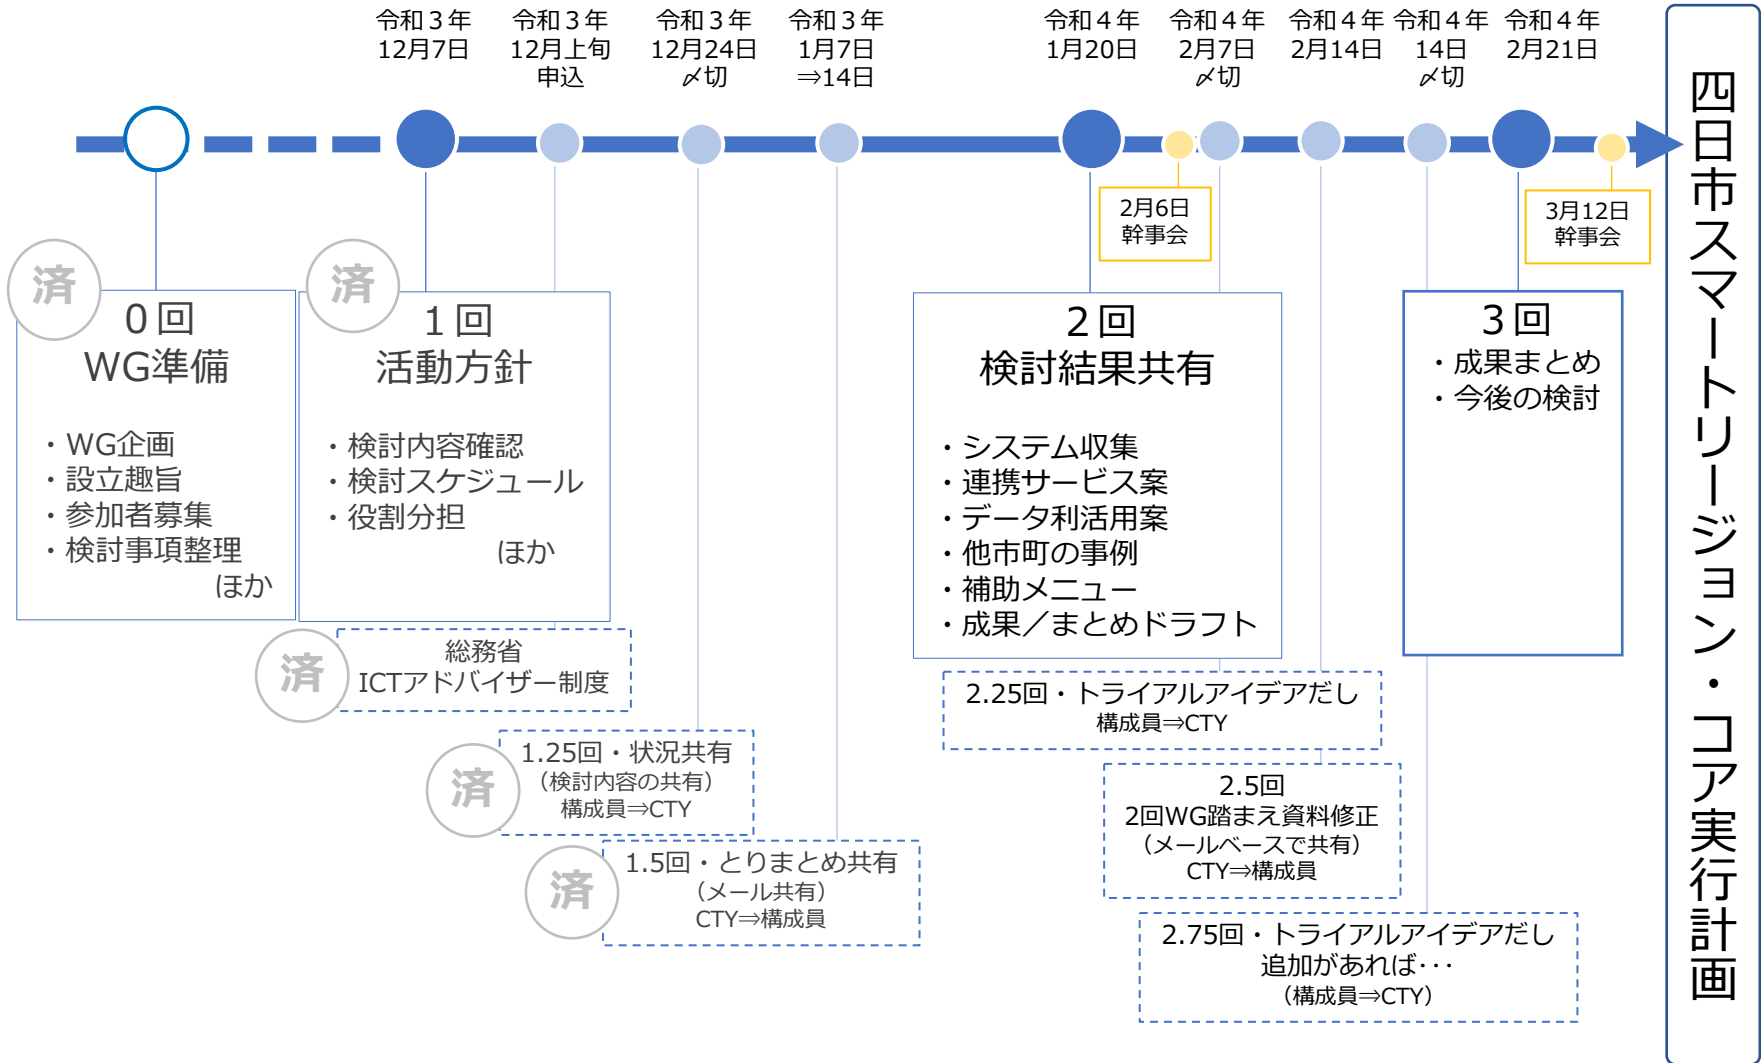 令和３年
12月7日
令和３年
12月上旬
申込
令和３年
12月24日
〆切
令和３年
1月7日
⇒14日
令和４年
1月20日
令和４年
2月7日
〆切
令和４年
2月14日
令和４年
14日
〆切
令和４年
2月21日
2月6日
幹事会
3月12日
幹事会
済
０回
WG準備
・WG企画
・設立趣旨
・参加者募集
・検討事項整理
ほか
済
１回
活動方針
・検討内容確認
・検討スケジュール
・役割分担
ほか
２回
検討結果共有
・システム収集
・連携サービス案
・データ利活用案
・他市町の事例
・補助メニュー
・成果／まとめドラフト
３回
・成果まとめ
・今後の検討
済
総務省
ICTアドバイザー制度
済
1.25回・状況共有
（検討内容の共有）
構成員⇒CTY
済
1.5回・とりまとめ共有
（メール共有）
CTY⇒構成員
2.25回・トライアルアイデアだし
構成員⇒CTY
2.5回
2回WG踏まえ資料修正
（メールベースで共有）
CTY⇒構成員
2.75回・トライアルアイデアだし
追加があれば･･･
（構成員⇒CTY）
四日市スマートリージョン・コア実行計画